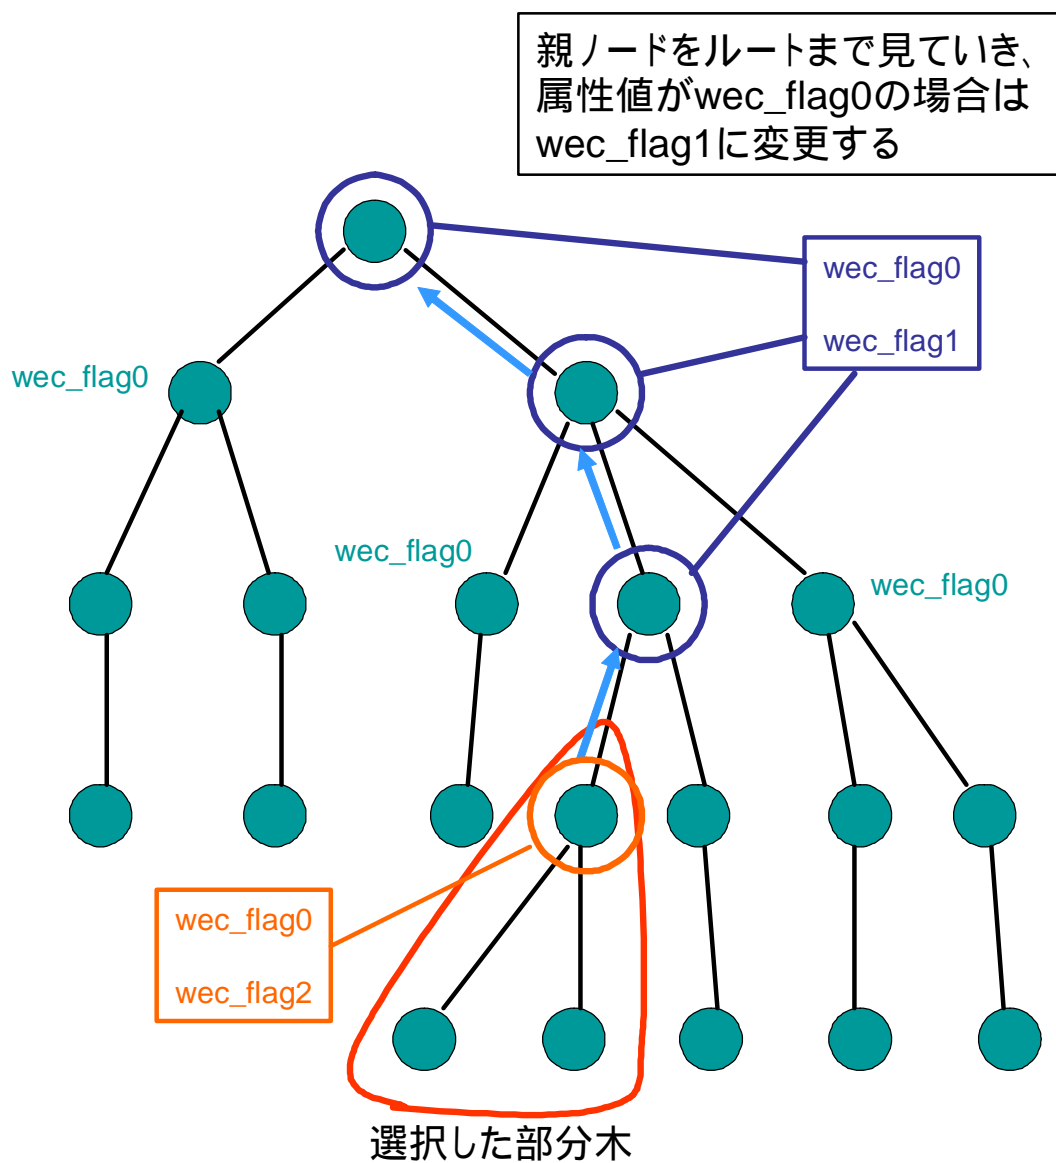 親ノードをルートまで見ていき、
属性値がwec_flag0の場合は
wec_flag1に変更する
wec_flag0
wec_flag1
wec_flag0
wec_flag0
wec_flag0
wec_flag0
wec_flag2
選択した部分木